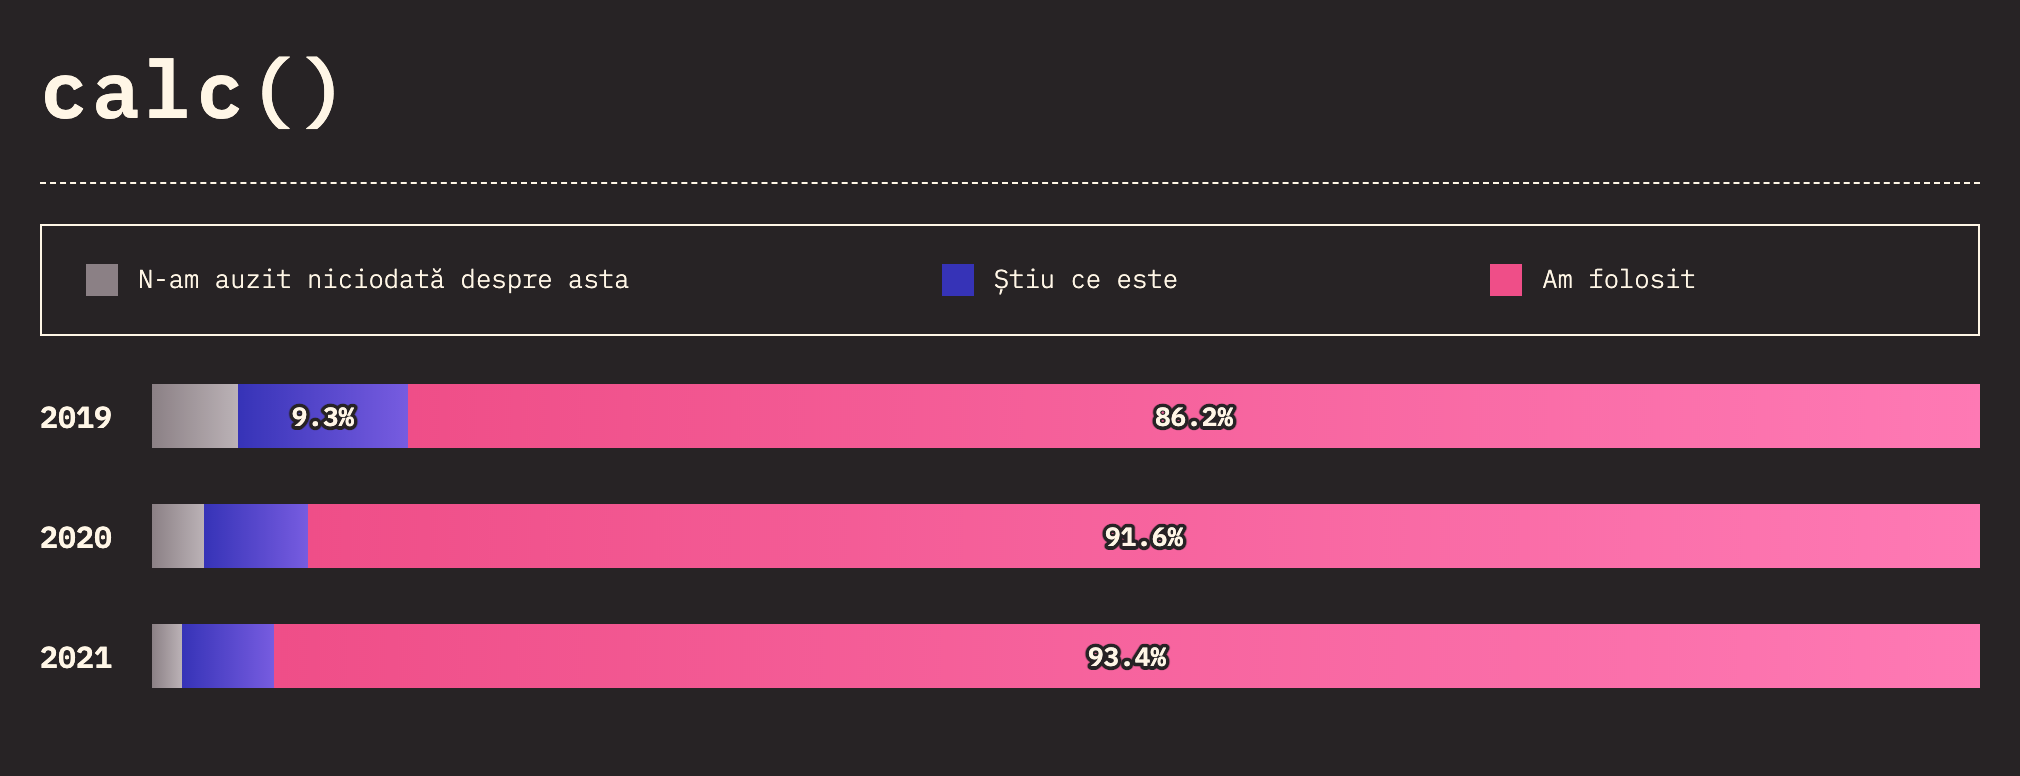 calc()
N-am auzit niciodată despre asta
Știu ce este
Am folosit
2019 9.3% 86.2%
2020 91.6%
2021 93.4%